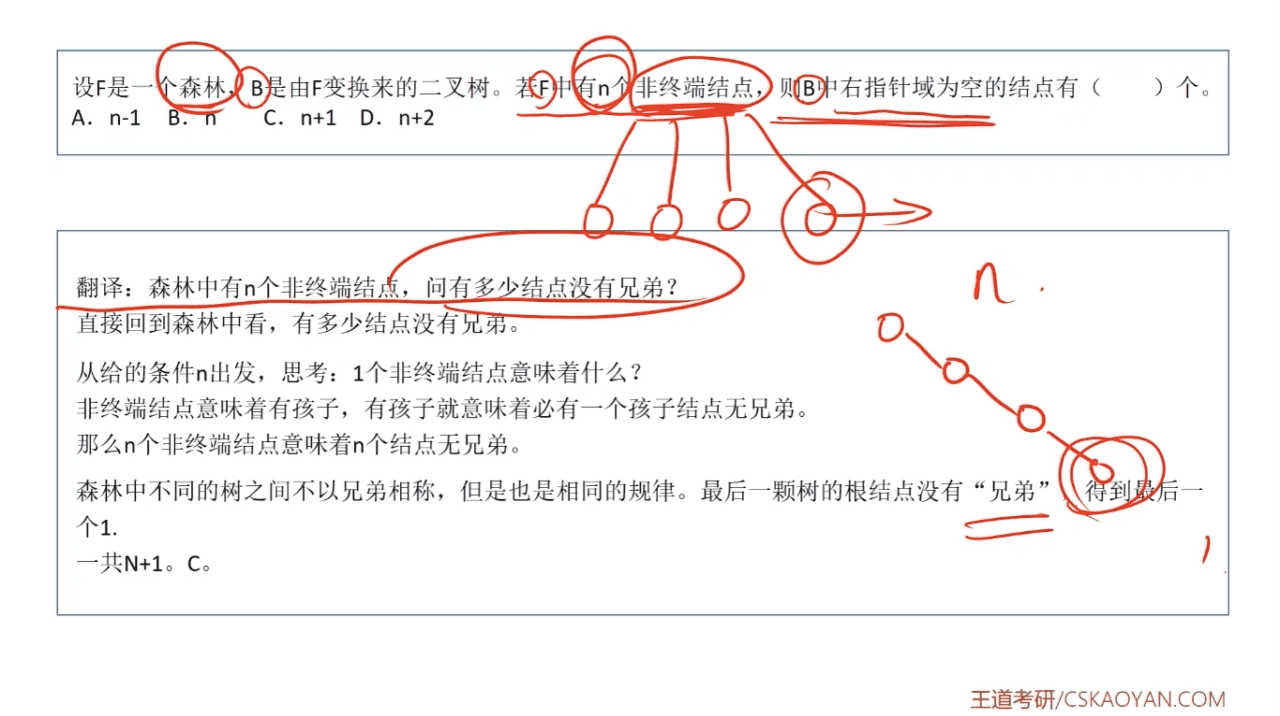 设F是一个森林，B是由F变换来的二叉树。若F中有n个非终端结点，则B中右指针域为空的结点有（ ）个。
A．n-1 B．n C．n+1 D．n+2
翻译：森林中有n个非终端结点，问有多少结点没有兄弟？
直接回到森林中看，有多少结点没有兄弟。
n
从给的条件n出发，思考：1个非终端结点意味着什么？
非终端结点意味着有孩子，有孩子就意味着必有一个孩子结点无兄弟。
那么n个非终端结点意味着n个结点无兄弟。
森林中不同的树之间不以兄弟相称，但是也是相同的规律。最后一颗树的根结点没有“兄弟”，得到最后一
个1.
1
一共N+1。C。
王道考研/CSKAOYAN.COM